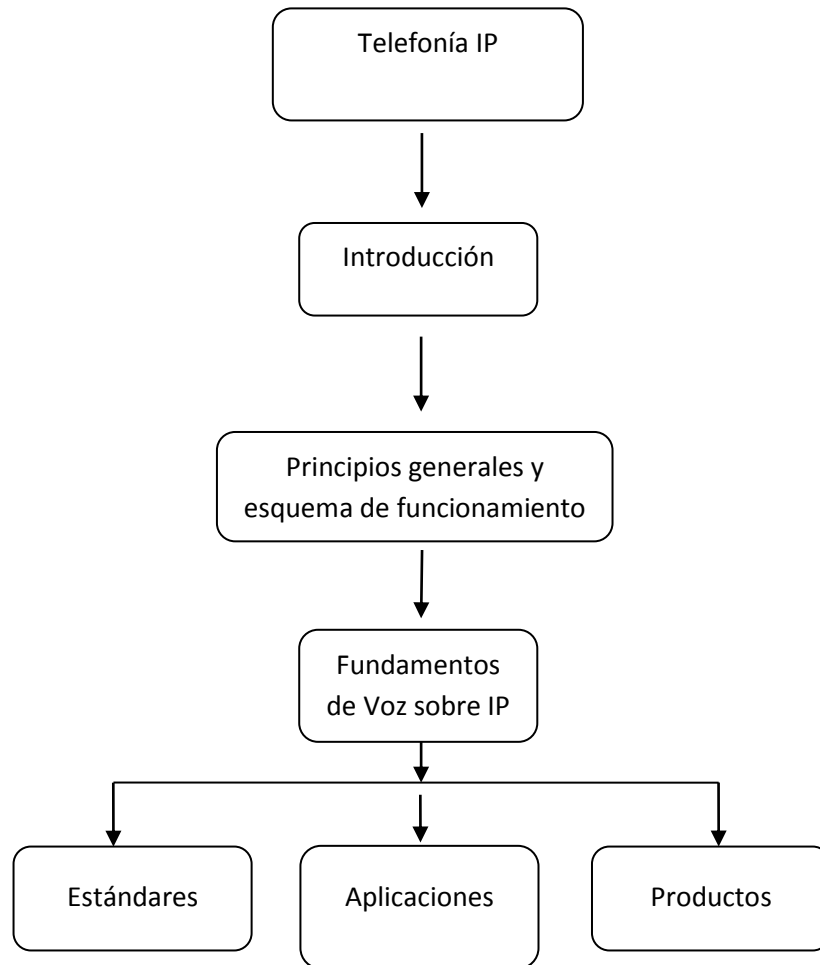 Telefonía IP
Introducción
Principios generales y
esquema de funcionamiento
Fundamentos
de Voz sobre IP
Estándares
Aplicaciones
Productos